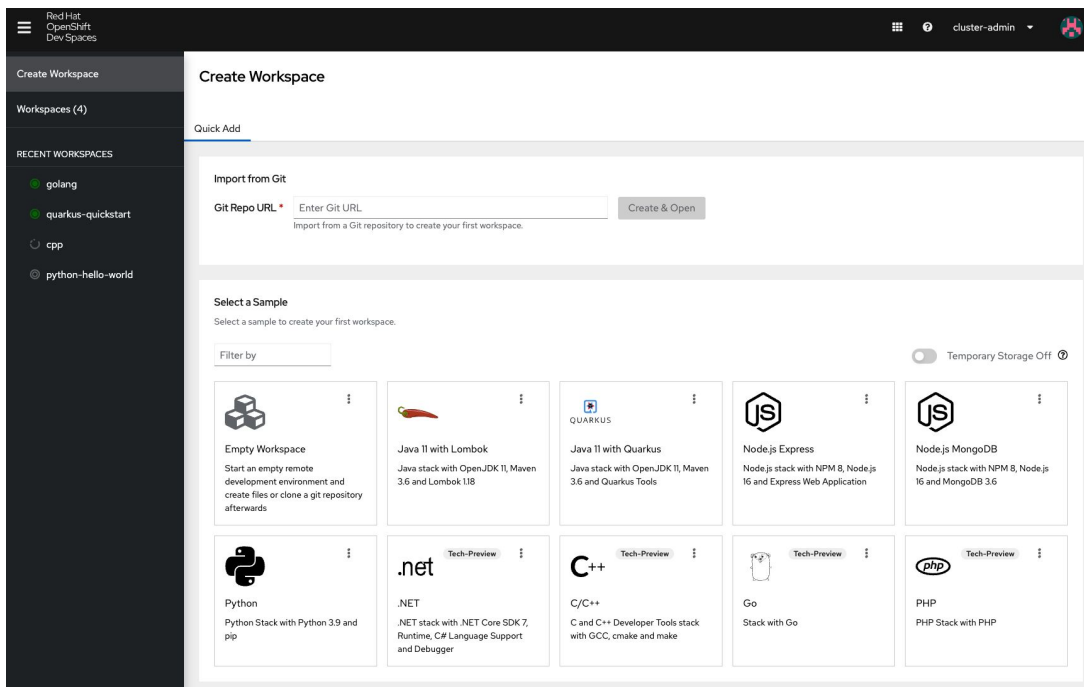 Red Hat
OpenShift
Dev Spaces
cluster-admin
Create Workspace
Workspaces (4)
RECENT WORKSPACES
golang
quarkus-quickstart
cpp
python-hello-world
Create Workspace
Quick Add
Import from Git
Git Repo URL *
Enter Git URL
Create & Open
Import from a Git repository to create your first workspace.
Select a Sample
Select a sample to create your first workspace.
Filter by
Temporary Storage Off
Empty Workspace
Start an empty remote
development environment and
create files or clone a git repository
afterwards
Java 11 with Lombok
Java stack with OpenJDK 11, Maven
3.6 and Lombok 1.18
QUARKUS
Java 11 with Quarkus
Java stack with OpenJDK 11, Maven
3.6 and Quarkus Tools
JS
Node.js Express
Node.js stack with NPM 8, Node.js
16 and Express Web Application
JS
Node.js MongoDB
Node.js stack with NPM 8, Node.js
16 and MongoDB 3.6
Python
Python Stack with Python 3.9 and
pip
.net
Tech-Preview
.NET
.NET stack with .NET Core SDK 7,
Runtime, C# Language Support
and Debugger
C++
Tech-Preview
C/C++
C and C++ Developer Tools stack
with GCC, cmake and make
Tech-Preview
Go
Stack with Go
php
Tech-Preview
PHP
PHP Stack with PHP